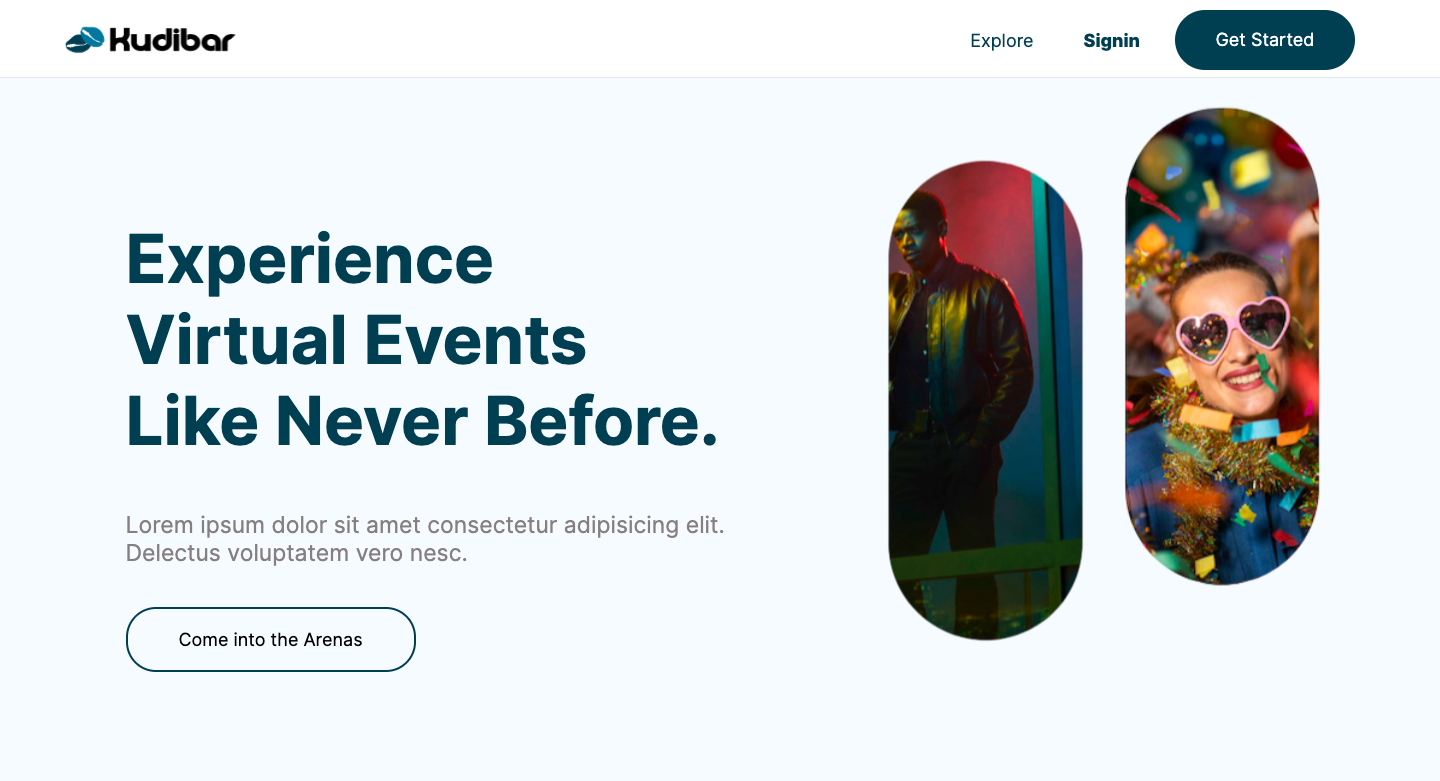 Kudibar
Explore
Signin
Get Started
Experience
Virtual Events
Like Never Before.
Lorem ipsum dolor sit amet consectetur adipisicing elit.
Delectus voluptatem vero nesc.
Come into the Arenas